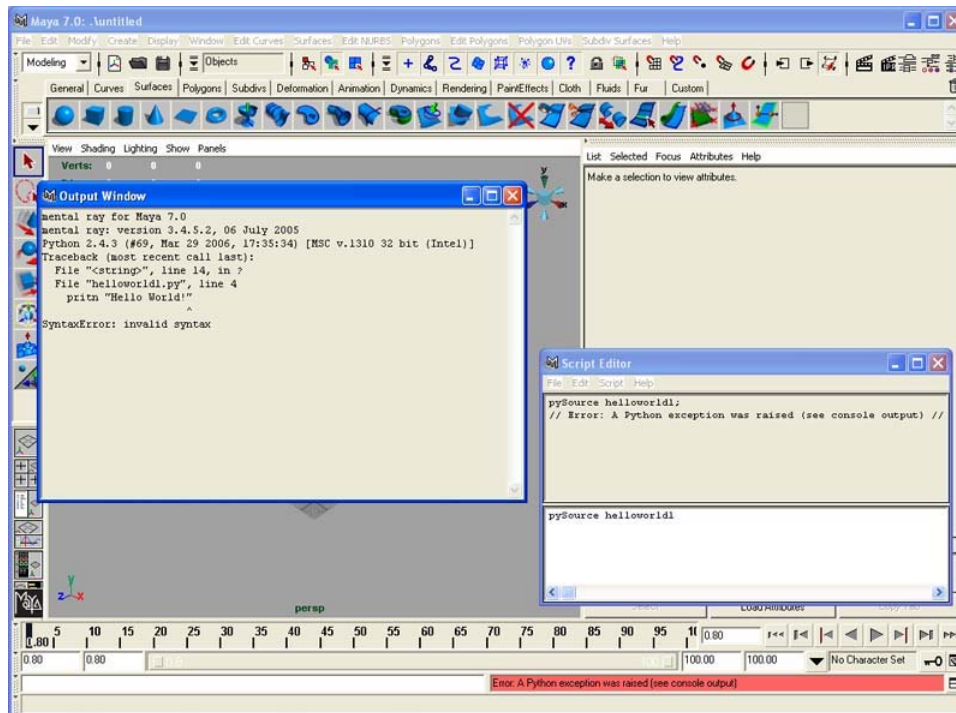 Maya 7.0: .\untitled
File Edit Modify Create Display Window Edit Curves Surfaces Edit NURBS Polygons Edit Polygons Polygon UVs Subdiv Surfaces Help
Modeling Objects
General Curves Surfaces Polygons Subdivs Deformation Animation Dynamics Rendering PaintEffects Cloth Fluids Fur Custom
View Shading Lighting Show Panels
Verts: 0 0 0
y
x
List Selected Focus Attributes Help
Make a selection to view attributes.
Output Window
mental ray for Maya 7.0
mental ray: version 3.4.5.2, 06 July 2005
Python 2.4.3 (#69, Mar 29 2006, 17:35:34) [MSC v.1310 32 bit (Intel)]
Traceback (most recent call last):
File "<string>", line 14, in ?
File "helloworld1.py", line 4
pritn "Hello World!"
^
SyntaxError: invalid syntax
Script Editor
File Edit Script Help
pySource helloworld1;
// Error: A Python exception was raised (see console output) //
pySource helloworld1
Load Attributes
y
z x
persp
MAYA
5 10 15 20 25 30 35 40 45 50 55 60 65 70 75 80 85 90 95
0.80
0.80 0.80 100.00 100.00 No Character Set
Error: A Python exception was raised (see console output)